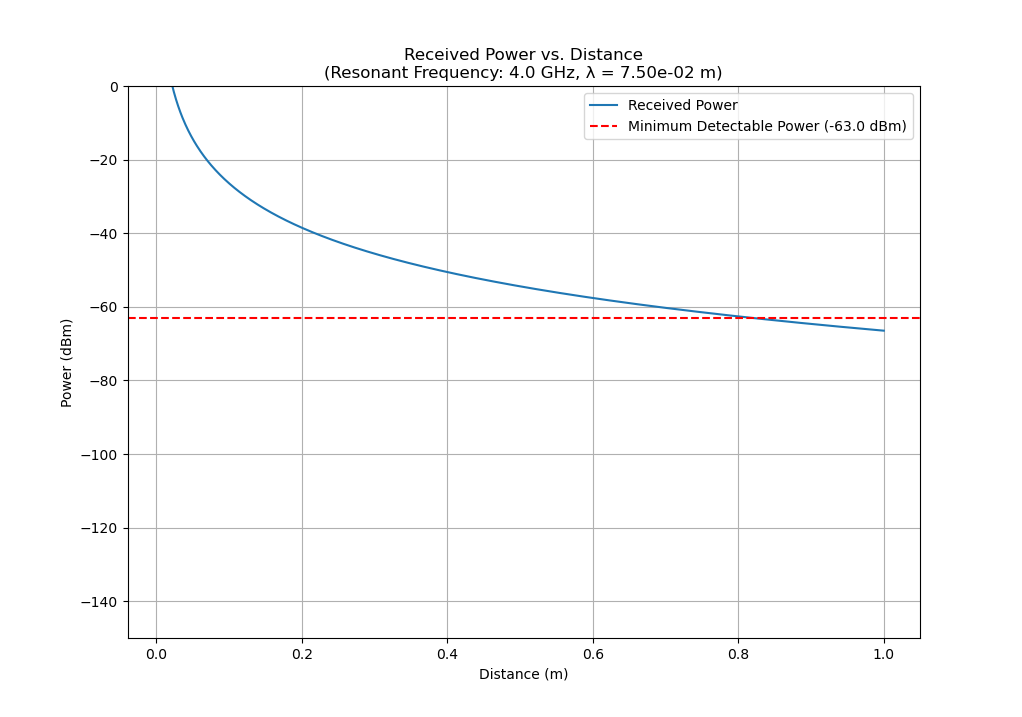 Received Power vs. Distance
(Resonant Frequency: 4.0 GHz, λ = 7.50e-02 m)
Received Power
Minimum Detectable Power (-63.0 dBm)
Power (dBm)
0
−20
−40
−60
−80
−100
−120
−140
0.0
0.2
0.4
0.6
0.8
1.0
Distance (m)